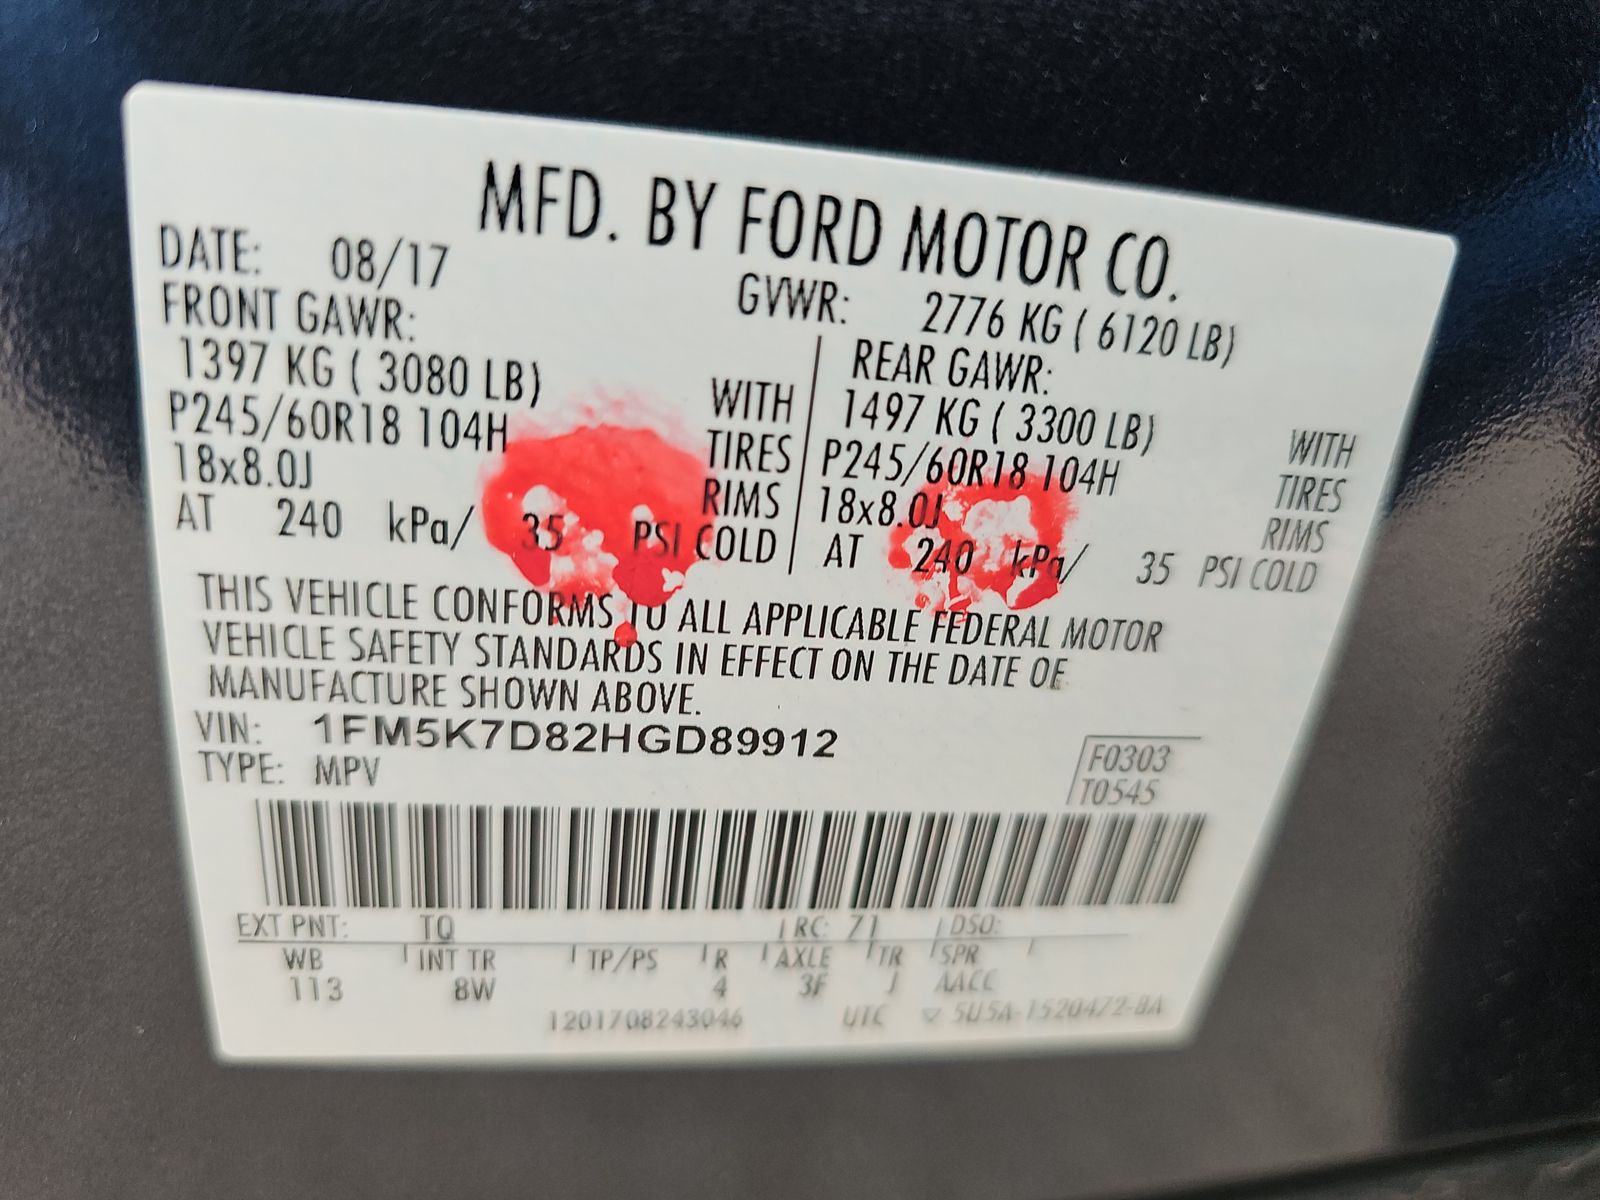 MFD. BY FORD MOTOR CO.
DATE: 08/17 GVWR: 2776 KG ( 6120 LB)
FRONT GAWR: REAR GAWR:
1397 KG ( 3080 LB) WITH 1497 KG ( 3300 LB) WITH
P245/60R18 104H TIRES P245/60R18 104H TIRES
18x8.0J RIMS 18x8.0J RIMS
AT 240 kPa/ 35 PSI COLD AT 240 kPa/ 35 PSI COLD
THIS VEHICLE CONFORMS TO ALL APPLICABLE FEDERAL MOTOR
VEHICLE SAFETY STANDARDS IN EFFECT ON THE DATE OF
MANUFACTURE SHOWN ABOVE.
VIN: 1FM5K7D82HGD89912
TYPE: MPV
F0303
T0545
EXT PNT: TQ RC: 71 DSO:
WB INT TR TP/PS R AXLE TR SPR
113 8W 4 3F J AACC
1201708243046 UTC ▽ 5U5A-1520472-BA